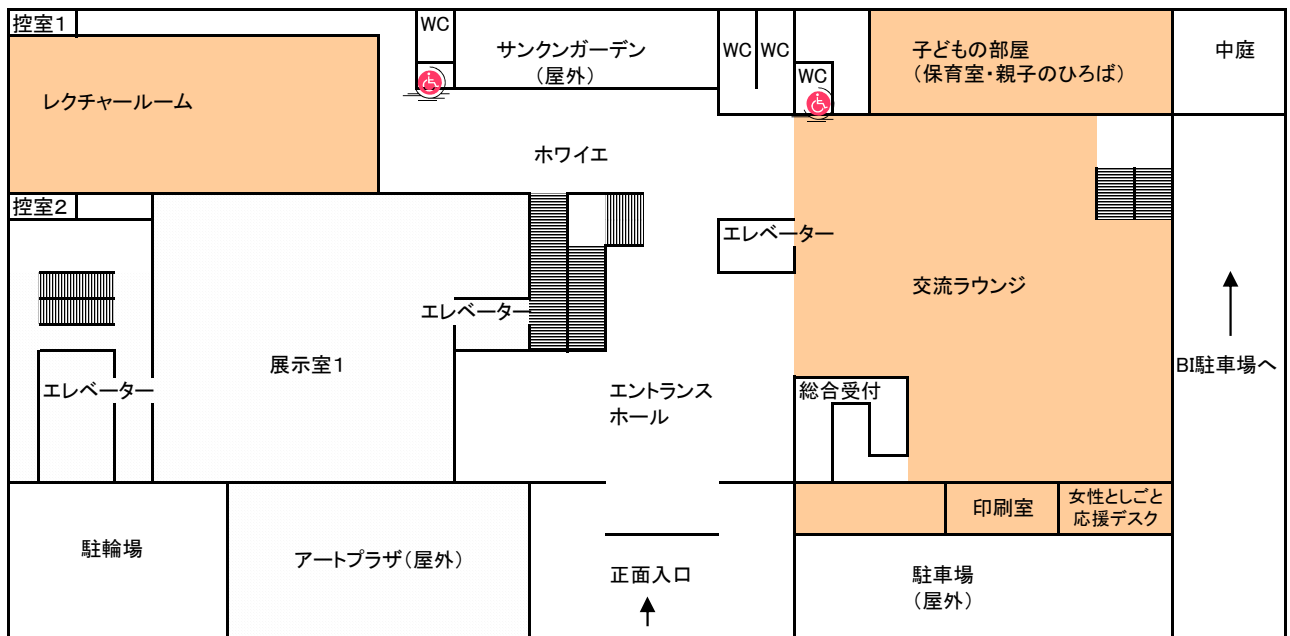 控室1
WC
サンクンガーデン
（屋外）
WC
WC
WC
子どもの部屋
（保育室・親子のひろば）
中庭
レクチャールーム
ホワイエ
控室2
エレベーター
エレベーター
交流ラウンジ
展示室1
エレベーター
エントランス
ホール
総合受付
BI駐車場へ
印刷室
女性としごと
応援デスク
駐輪場
アートプラザ（屋外）
正面入口
駐車場
（屋外）